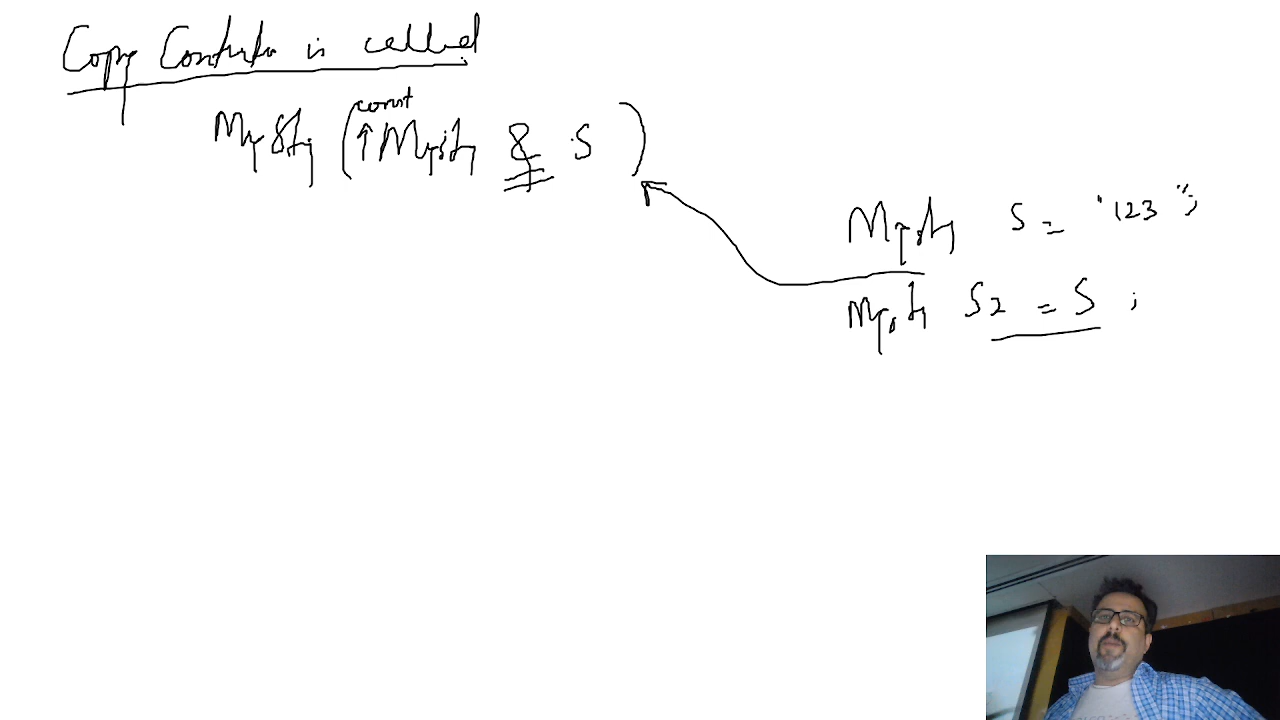 Copy Constructor is called
const
MyString ( ↑ MyString & S )
MyString S = "123";
MyString S2 = S ;